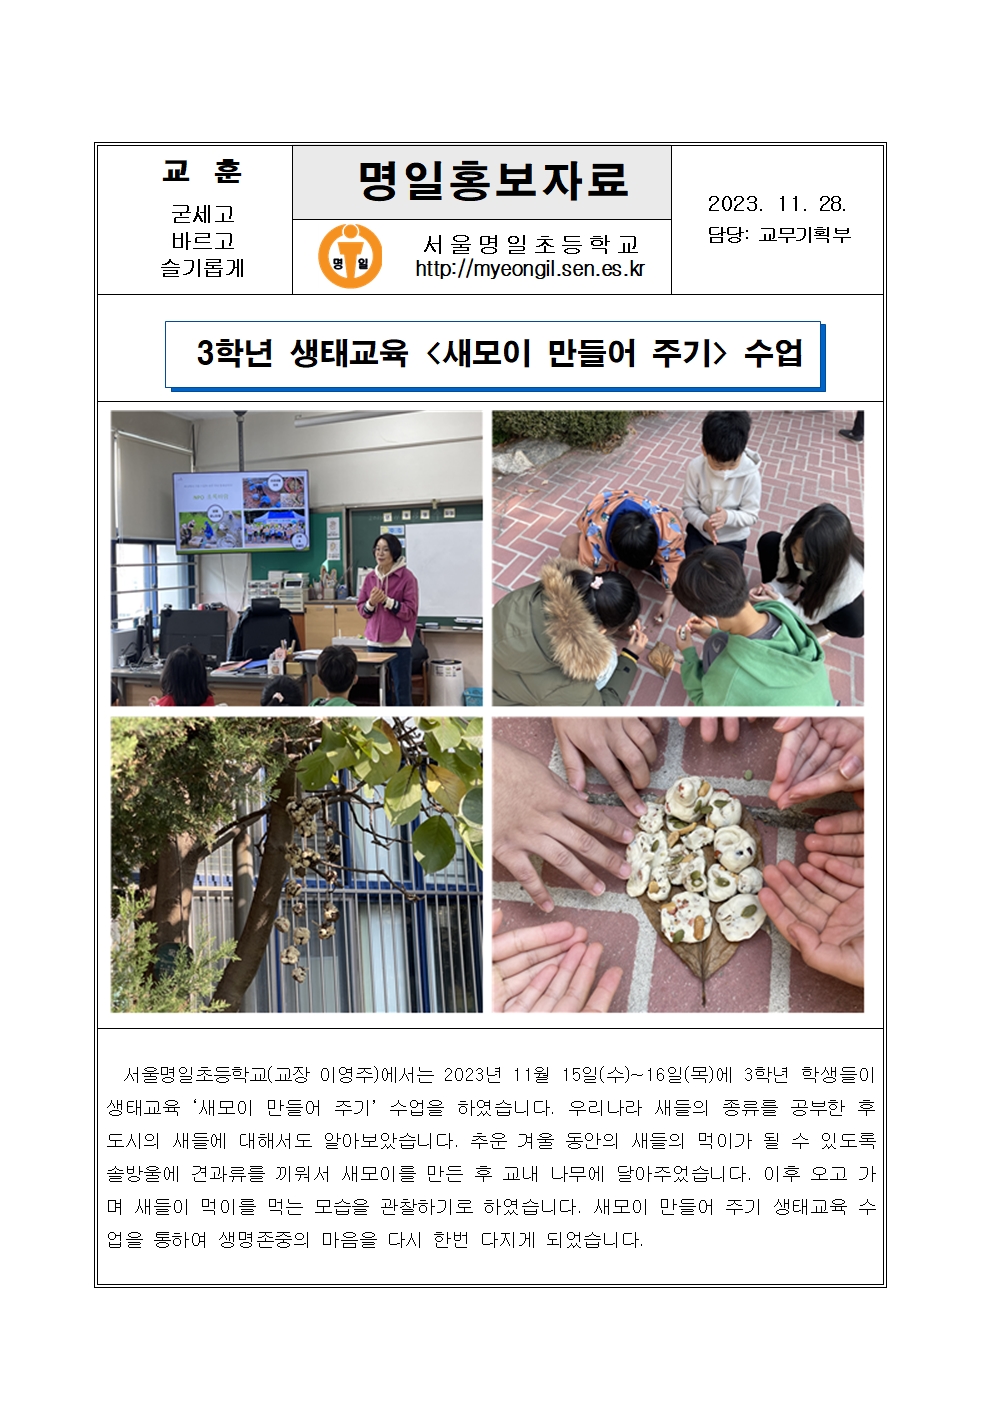 교 훈
굳세고
바르고
슬기롭게
명일홍보자료
명 일
서울명일초등학교
http://myeongil.sen.es.kr
2023. 11. 28.
담당: 교무기획부
3학년 생태교육 <새모이 만들어 주기> 수업
서울명일초등학교(교장 이영주)에서는 2023년 11월 15일(수)~16일(목)에 3학년 학생들이
생태교육 ‘새모이 만들어 주기’ 수업을 하였습니다. 우리나라 새들의 종류를 공부한 후
도시의 새들에 대해서도 알아보았습니다. 추운 겨울 동안의 새들의 먹이가 될 수 있도록
솔방울에 견과류를 끼워서 새모이를 만든 후 교내 나무에 달아주었습니다. 이후 오고 가
며 새들이 먹이를 먹는 모습을 관찰하기로 하였습니다. 새모이 만들어 주기 생태교육 수
업을 통하여 생명존중의 마음을 다시 한번 다지게 되었습니다.